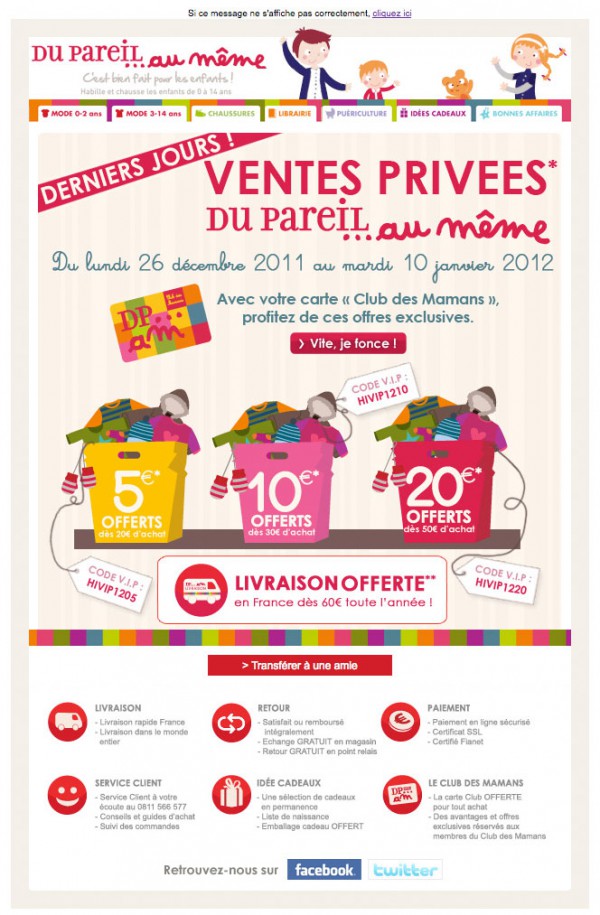 Si ce message ne s'affiche pas correctement, cliquez ici
DU PAREIL...au même
C'est bien fait pour les enfants !
Habille et chausse les enfants de 0 à 14 ans
MODE 0-2 ans
MODE 3-14 ans
CHAUSSURES
LIBRAIRIE
PUÉRICULTURE
IDÉES CADEAUX
BONNES AFFAIRES
DERNIERS JOURS !
VENTES PRIVEES*
DU PAREIL...au même
Du lundi 26 décembre 2011 au mardi 10 janvier 2012
DP
...am
Avec votre carte « Club des Mamans »,
profitez de ces offres exclusives.
> Vite, je fonce !
CODE V.I.P :
HIVIP1210
5€*
OFFERTS
dès 20€ d'achat
10€*
OFFERTS
dès 30€ d'achat
20€*
OFFERTS
dès 50€ d'achat
CODE V.I.P :
HIVIP1205
CODE V.I.P :
HIVIP1220
LIVRAISON OFFERTE**
en France dès 60€ toute l'année !
> Transférer à une amie
LIVRAISON
- Livraison rapide France
- Livraison dans le monde
entier
RETOUR
- Satisfait ou remboursé
intégralement
- Echange GRATUIT en magasin
- Retour GRATUIT en point relais
PAIEMENT
- Paiement en ligne sécurisé
- Certificat SSL
- Certifié Fianet
SERVICE CLIENT
- Service Client à votre
écoute au 0811 566 577
- Conseils et guides d'achat
- Suivi des commandes
IDÉE CADEAUX
- Une sélection de cadeaux
en permanence
- Liste de naissance
- Emballage cadeau OFFERT
DP
...am
LE CLUB DES MAMANS
- La carte Club OFFERTE
pour tout achat
- Des avantages et offres
exclusives réservés aux
membres du Club des Mamans
Retrouvez-nous sur
facebook
twitter